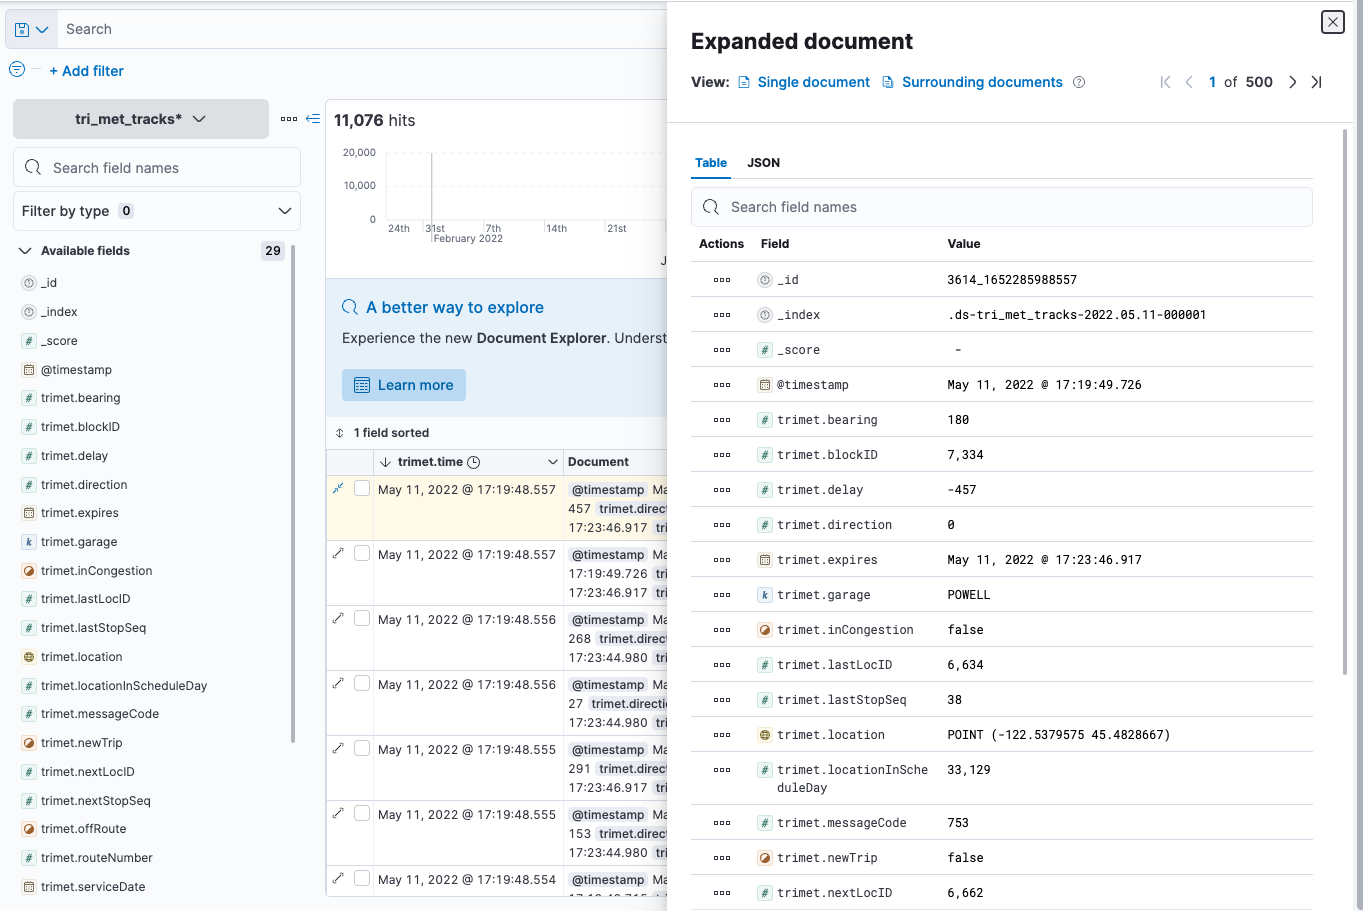 Search
+ Add filter
tri_met_tracks*
Search field names
Filter by type 0
Available fields 29
_id
_index
_score
@timestamp
trimet.bearing
trimet.blockID
trimet.delay
trimet.direction
trimet.expires
trimet.garage
trimet.inCongestion
trimet.lastLocID
trimet.lastStopSeq
trimet.location
trimet.locationInScheduleDay
trimet.messageCode
trimet.newTrip
trimet.nextLocID
trimet.nextStopSeq
trimet.offRoute
trimet.routeNumber
trimet.serviceDate
11,076 hits
20,000
10,000
0
24th 31st 7th 14th 21st
February 2022
J
A better way to explore
Experience the new Document Explorer. Underst
Learn more
1 field sorted
trimet.time Document
May 11, 2022 @ 17:19:48.557 @timestamp Ma
457 trimet.direct
17:23:46.917 tri
May 11, 2022 @ 17:19:48.557 @timestamp Ma
17:19:49.726 tri
17:23:46.917 tri
May 11, 2022 @ 17:19:48.556 @timestamp Ma
268 trimet.direct
17:23:44.980 tri
May 11, 2022 @ 17:19:48.556 @timestamp Ma
27 trimet.directi
17:23:44.980 tri
May 11, 2022 @ 17:19:48.555 @timestamp Ma
291 trimet.direct
17:23:46.917 tri
May 11, 2022 @ 17:19:48.555 @timestamp Ma
153 trimet.direct
17:23:44.980 tri
May 11, 2022 @ 17:19:48.554 @timestamp Ma
Expanded document
View: Single document Surrounding documents
1 of 500
Table JSON
Search field names
Actions Field Value
_id 3614_1652285988557
_index .ds-tri_met_tracks-2022.05.11-000001
_score -
@timestamp May 11, 2022 @ 17:19:49.726
trimet.bearing 180
trimet.blockID 7,334
trimet.delay -457
trimet.direction 0
trimet.expires May 11, 2022 @ 17:23:46.917
trimet.garage POWELL
trimet.inCongestion false
trimet.lastLocID 6,634
trimet.lastStopSeq 38
trimet.location POINT (-122.5379575 45.4828667)
trimet.locationInSche 33,129
duleDay
trimet.messageCode 753
trimet.newTrip false
trimet.nextLocID 6,662